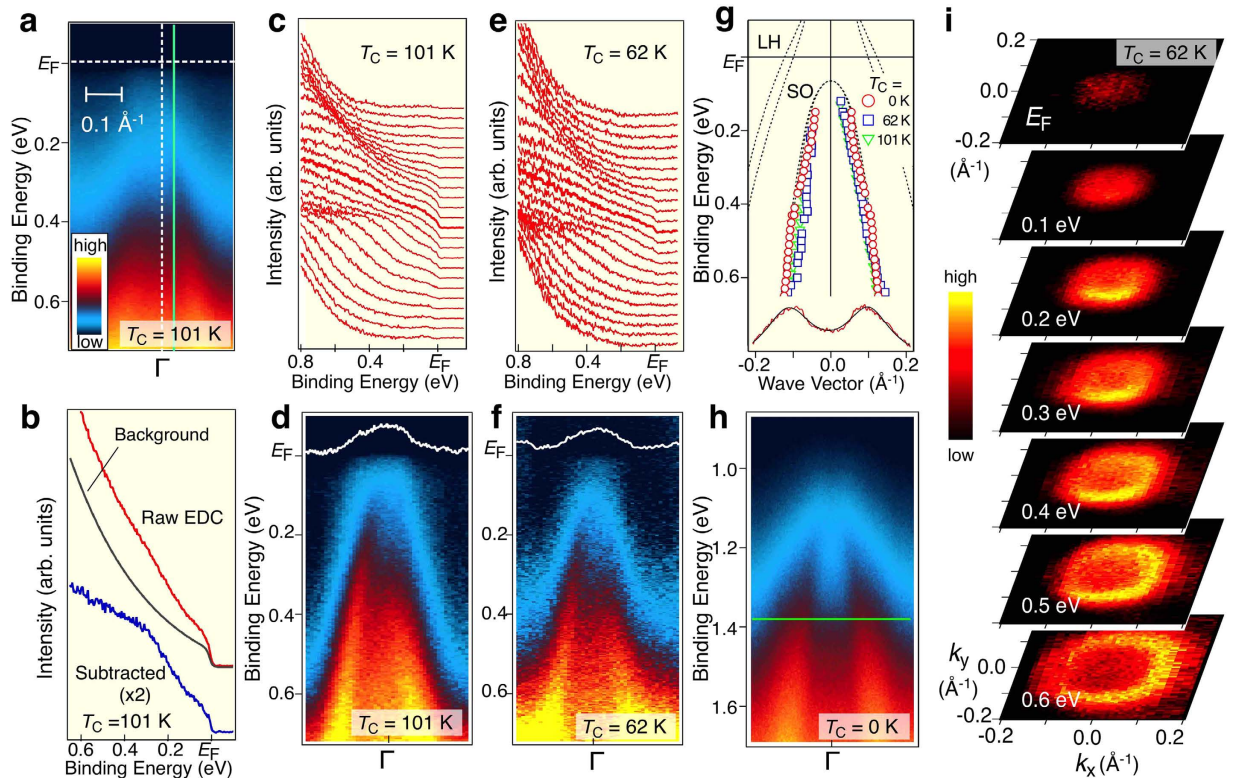 a
E_F
0.1 Å⁻¹
0.2
0.4
0.6
Binding Energy (eV)
high
low
T_C = 101 K
Γ
b
Background
Raw EDC
Subtracted
(x2)
T_C =101 K
Intensity (arb. units)
0.6 0.4 0.2 E_F
Binding Energy (eV)
c
T_C = 101 K
Intensity (arb. units)
0.8 0.4 E_F
Binding Energy (eV)
e
T_C = 62 K
Intensity (arb. units)
0.8 0.4 E_F
Binding Energy (eV)
d
E_F
0.2
0.4
0.6
Binding Energy (eV)
T_C = 101 K
Γ
f
E_F
0.2
0.4
0.6
Binding Energy (eV)
T_C = 62 K
Γ
g
LH
E_F
SO
T_C =
0 K
62 K
101 K
0.2
0.4
0.6
Binding Energy (eV)
-0.2 0.0 0.2
Wave Vector (Å⁻¹)
h
1.0
1.2
1.4
1.6
Binding Energy (eV)
T_C = 0 K
Γ
i
T_C = 62 K
0.2
0.0
-0.2
(Å⁻¹)
E_F
0.1 eV
0.2 eV
0.3 eV
0.4 eV
0.5 eV
0.6 eV
high
low
k_y
(Å⁻¹)
0.0
-0.2
-0.2 0.0 0.2
k_x (Å⁻¹)